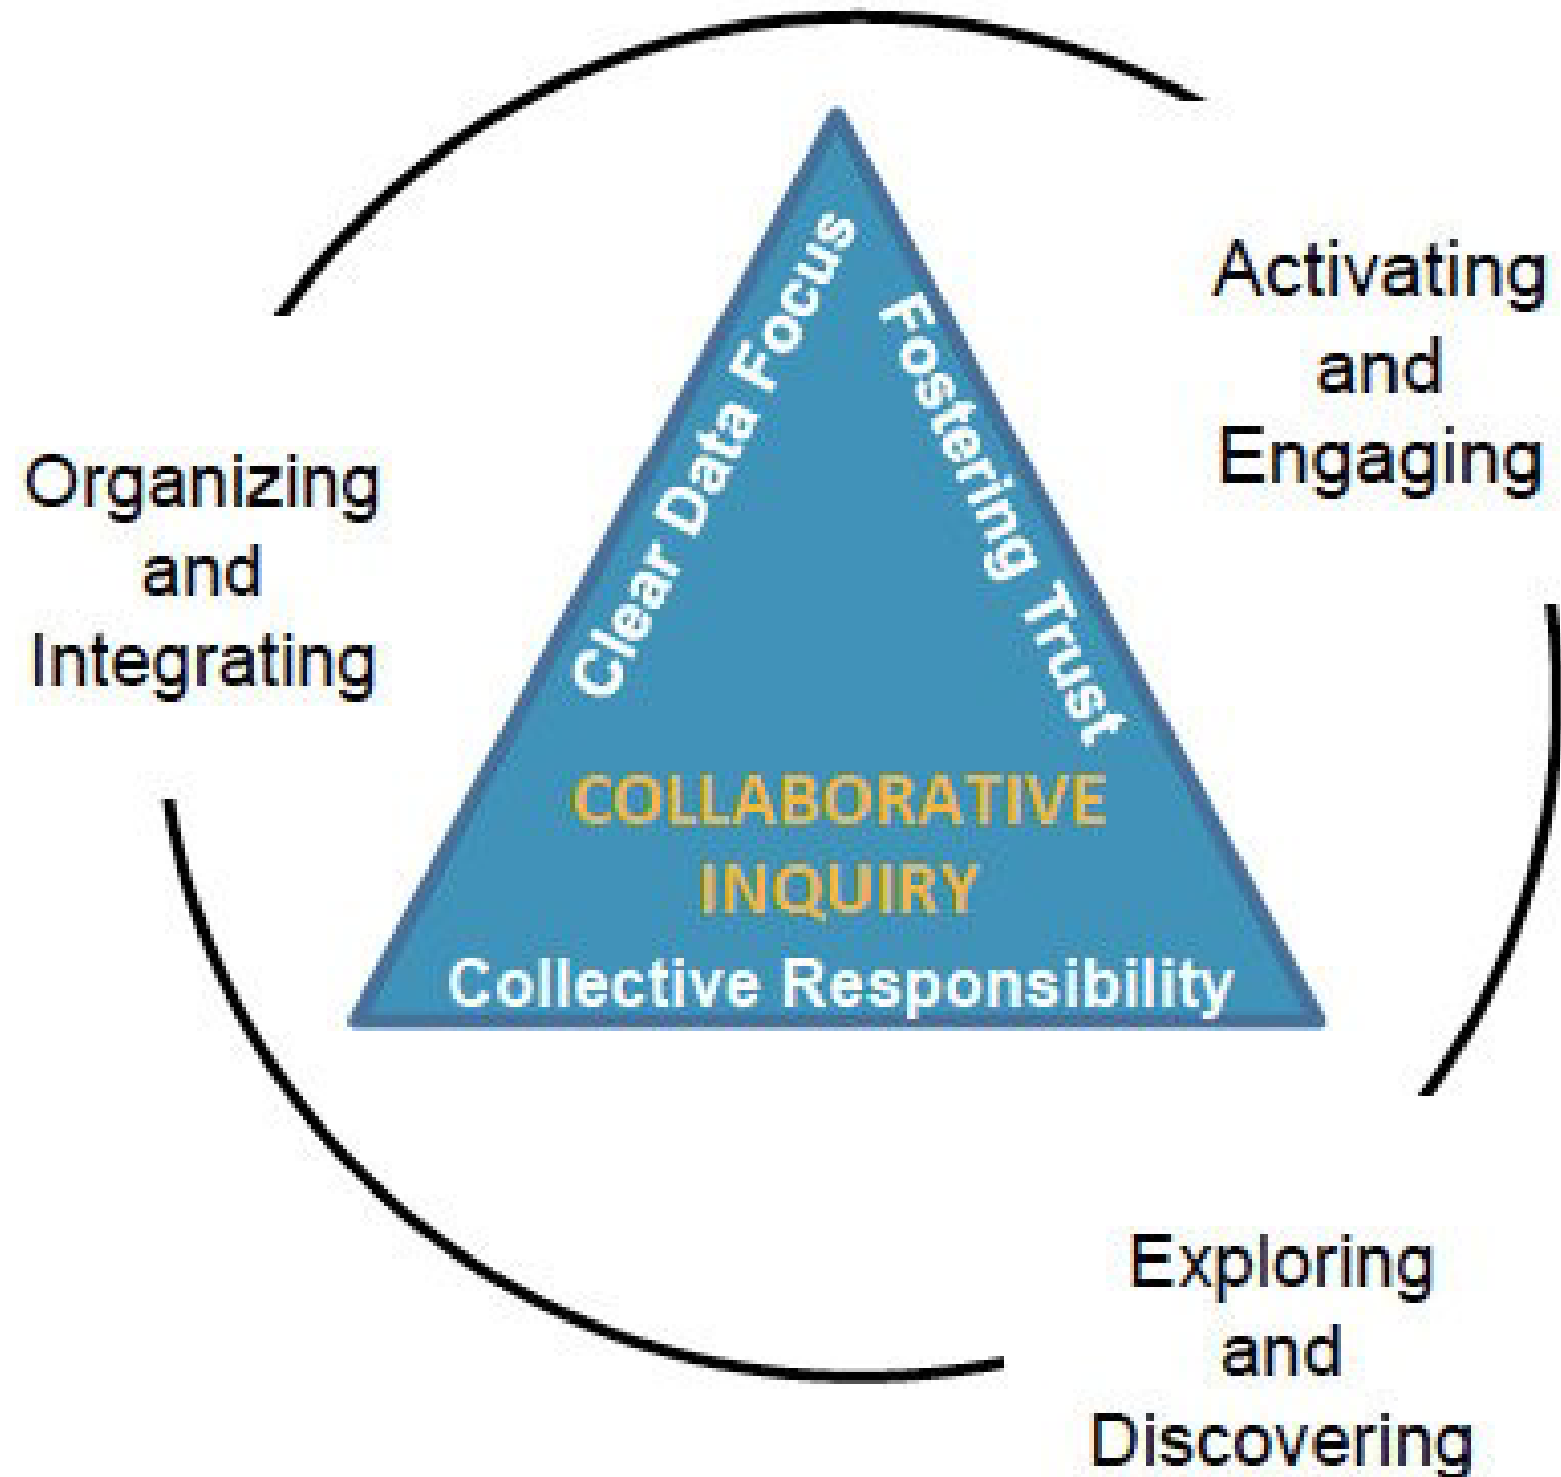 Activating
and
Engaging
Organizing
and
Integrating
Clear Data Focus
Fostering Trust
COLLABORATIVE
INQUIRY
Collective Responsibility
Exploring
and
Discovering